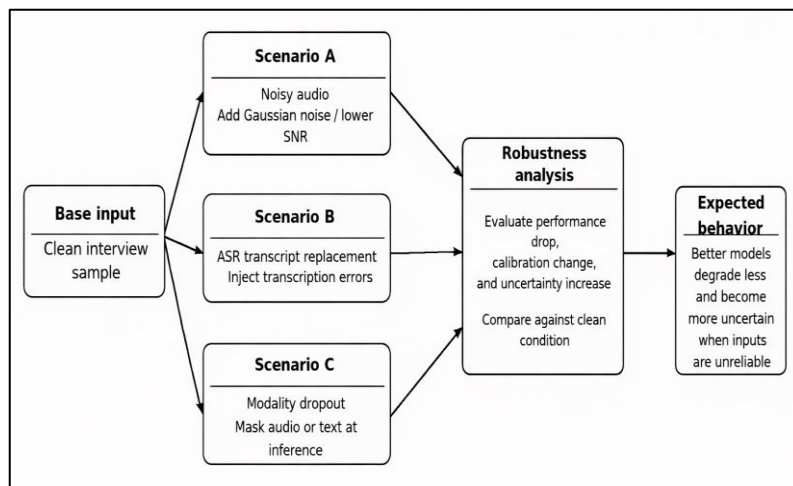 Base input
Clean interview
sample
Scenario A
Noisy audio
Add Gaussian noise / lower
SNR
Scenario B
ASR transcript replacement
Inject transcription errors
Scenario C
Modality dropout
Mask audio or text at
inference
Robustness
analysis
Evaluate performance
drop,
calibration change,
and uncertainty increase
Compare against clean
condition
Expected
behavior
Better models
degrade less
and become
more uncertain
when inputs
are unreliable